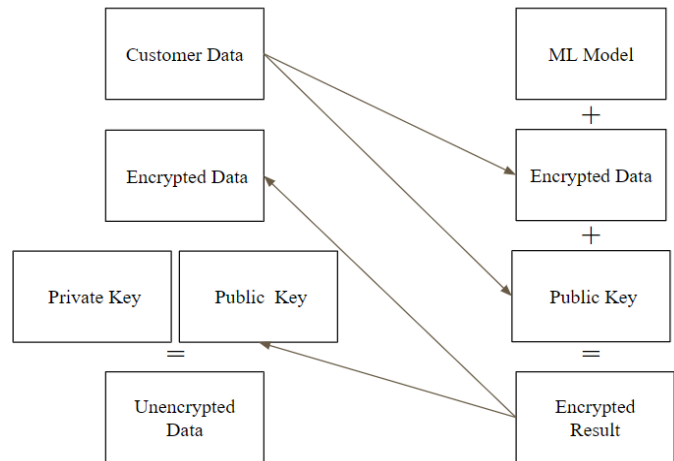 Customer Data
ML Model
+
Encrypted Data
Encrypted Data
+
Private Key
Public Key
Public Key
=
=
Unencrypted
Data
Encrypted
Result